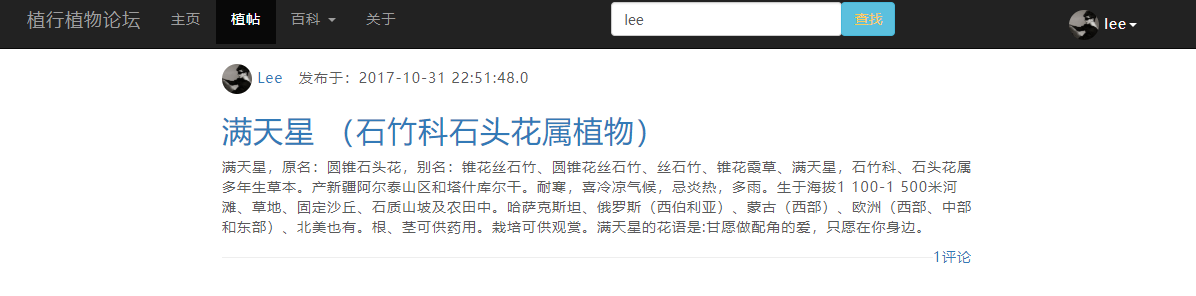 植行植物论坛 主页 植帖 百科 关于 lee 查找 lee
Lee 发布于：2017-10-31 22:51:48.0
满天星 （石竹科石头花属植物）
满天星，原名：圆锥石头花，别名：锥花丝石竹、圆锥花丝石竹、丝石竹、锥花霞草、满天星，石竹科、石头花属
多年生草本。产新疆阿尔泰山区和塔什库尔干。耐寒，喜冷凉气候，忌炎热，多雨。生于海拔1 100-1 500米河
滩、草地、固定沙丘、石质山坡及农田中。哈萨克斯坦、俄罗斯（西伯利亚）、蒙古（西部）、欧洲（西部、中部
和东部）、北美也有。根、茎可供药用。栽培可供观赏。满天星的花语是:甘愿做配角的爱，只愿在你身边。
1评论